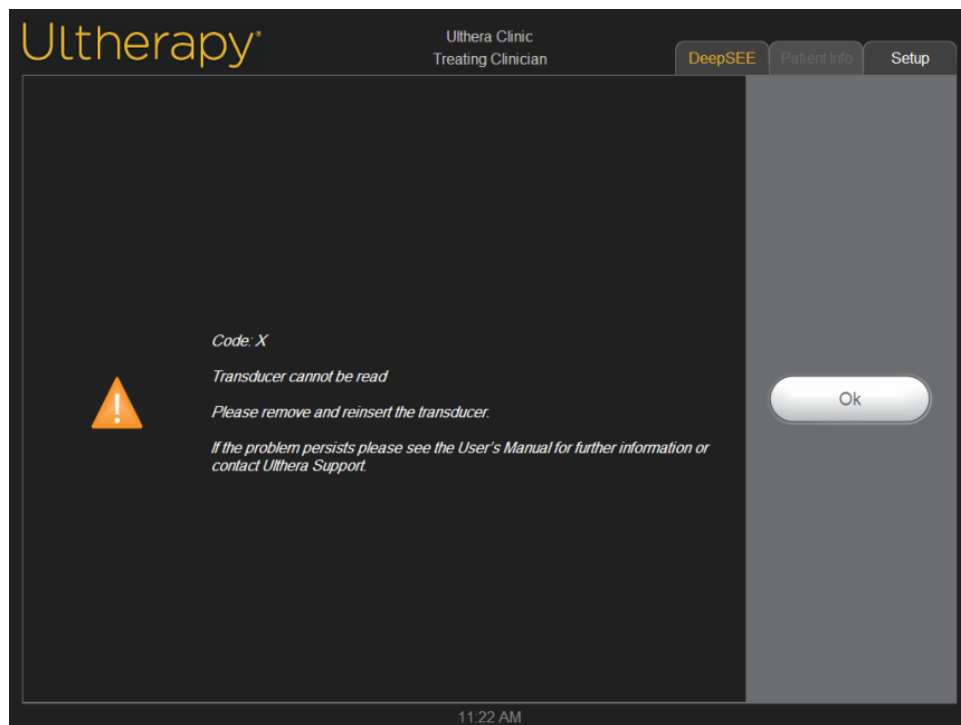 Ultherapy®
Ulthera Clinic
Treating Clinician
DeepSEE
Patient Info
Setup
Code: X
Transducer cannot be read
Please remove and reinsert the transducer.
If the problem persists please see the User's Manual for further information or
contact Ulthera Support.
Ok
11:22 AM